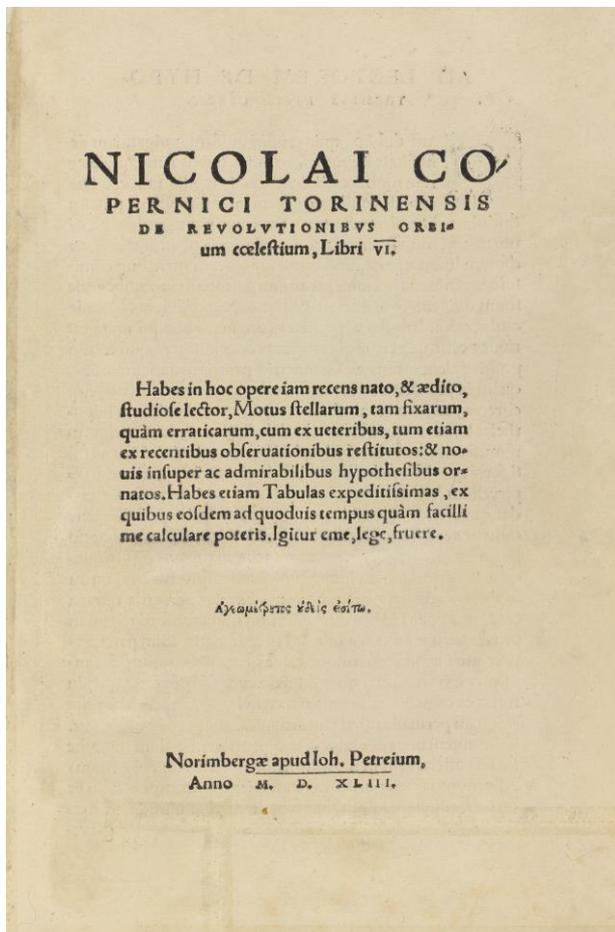 NICOLAI CO⸗
PERNICI TORINENSIS
DE REVOLVTIONIBVS ORBI⸗
um cœleſtium, Libri VI.
Habes in hoc opere iam recens nato, & ædito,
ſtudioſe lector, Motus ſtellarum, tam fixarum,
quàm erraticarum, cum ex ueteribus, tum etiam
ex recentibus obſeruationibus reſtitutos: & no⸗
uis inſuper ac admirabilibus hypotheſibus or⸗
natos. Habes etiam Tabulas expeditiſsimas, ex
quibus eoſdem ad quoduis tempus quàm facilli
me calculare poteris. Igitur eme, lege, fruere.
Ἀγεωμέτρητος οὐδεὶς εἰσίτω.
Norimbergæ apud Ioh. Petreium,
Anno M. D. XLIII.